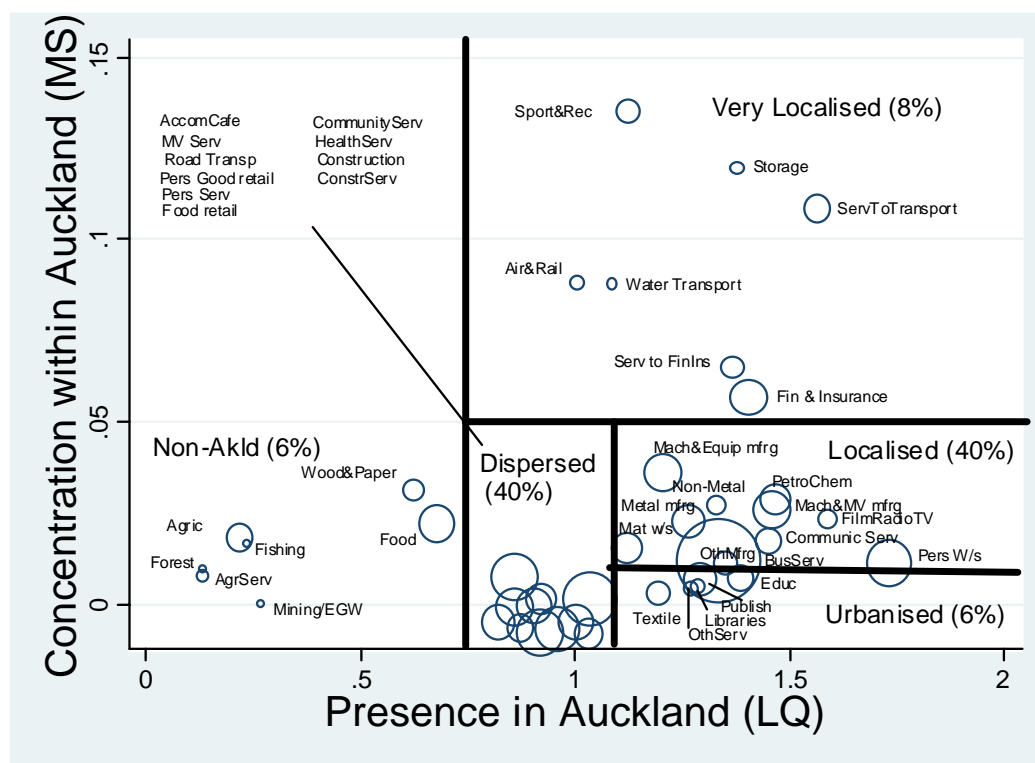 Concentration within Auckland (MS)
.15
.1
.05
0
AccomCafe
MV Serv
Road Transp
Pers Good retail
Pers Serv
Food retail
CommunityServ
HealthServ
Construction
ConstrServ
Sport&Rec
Very Localised (8%)
Storage
ServToTransport
Air&Rail
Water Transport
Serv to FinIns
Fin & Insurance
Non-Akld (6%)
Wood&Paper
Agric
Fishing
Food
Forest
AgrServ
Mining/EGW
Dispersed
(40%)
Mach&Equip mfrg
Localised (40%)
Non-Metal
PetroChem
Metal mfrg
Mach&MV mfrg
FilmRadioTV
Mat w/s
Communic Serv
OthMfrg
BusServ
Pers W/s
Educ
Textile
Publish
Libraries
OthServ
Urbanised (6%)
0
.5
1
1.5
2
Presence in Auckland (LQ)